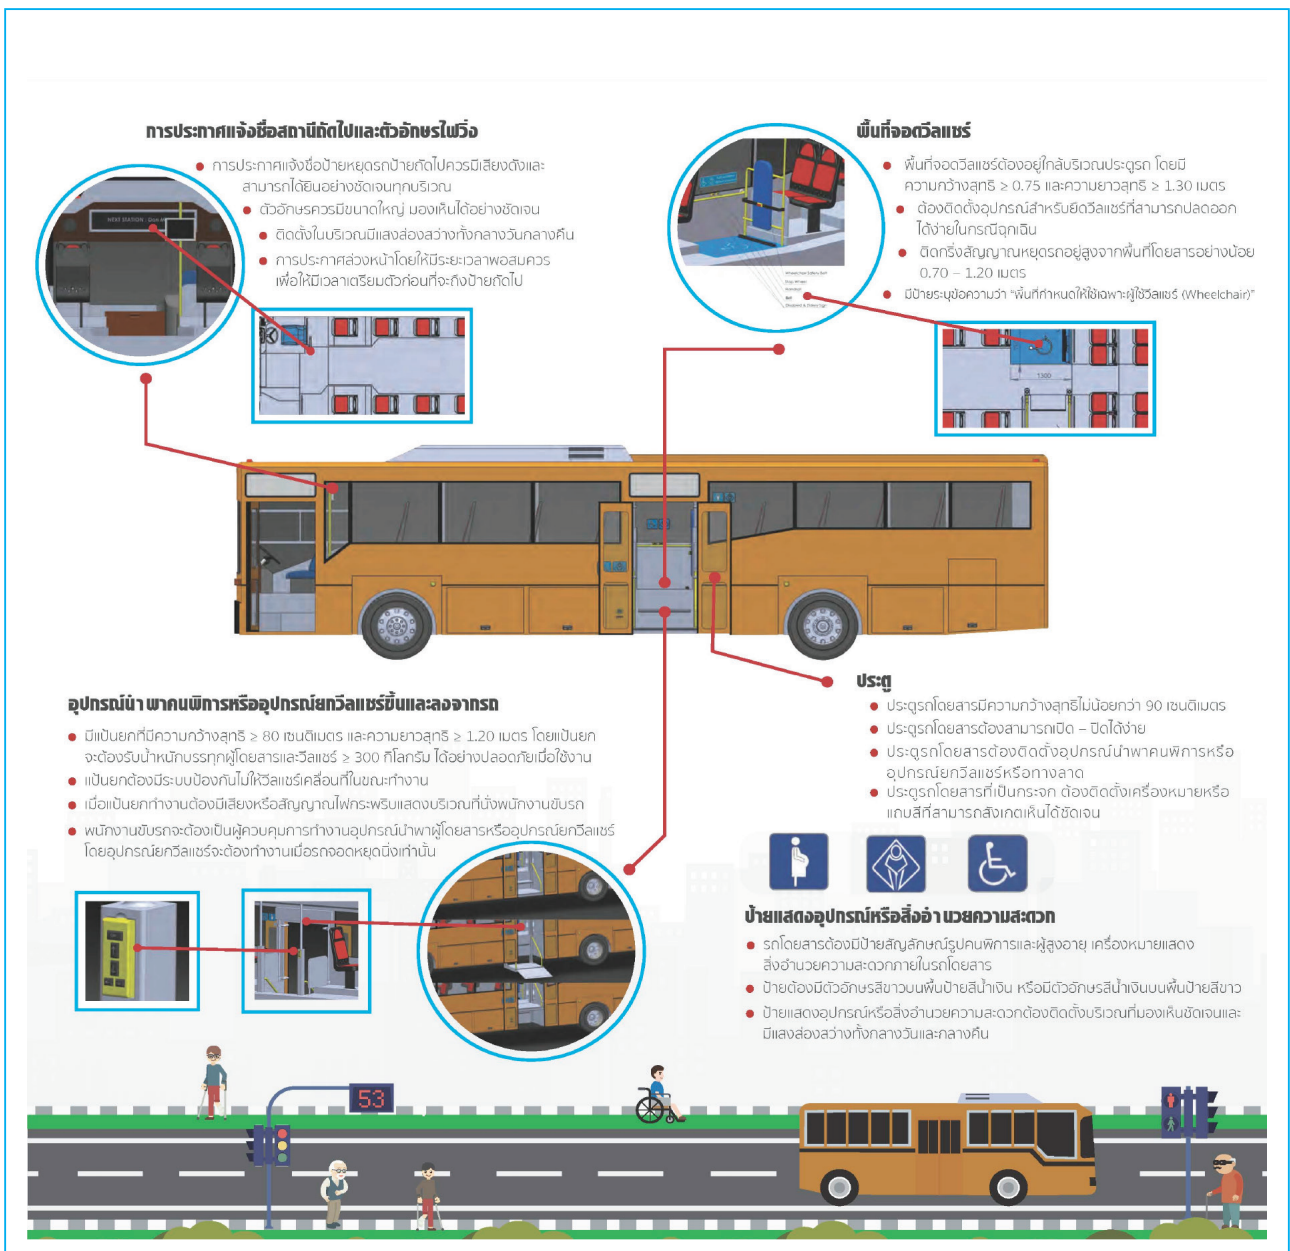 การประกาศแจ้งชื่อสถานีถัดไปและตัวอักษรไฟวิ่ง
• การประกาศแจ้งชื่อป้ายหยุดรถป้ายถัดไปควรมีเสียงดังและ
สามารถได้ยินอย่างชัดเจนทุกบริเวณ
• ตัวอักษรควรมีขนาดใหญ่ มองเห็นได้อย่างชัดเจน
• ติดตั้งในบริเวณมีแสงส่องสว่างทั้งกลางวันกลางคืน
• การประกาศล่วงหน้าโดยให้มีระยะเวลาพอสมควร
เพื่อให้มีเวลาเตรียมตัวก่อนที่จะถึงป้ายถัดไป
NEXT STATION :
พื้นที่จอดวีลแชร์
• พื้นที่จอดวีลแชร์ต้องอยู่ใกล้บริเวณประตูรถ โดยมี
ความกว้างสุทธิ ≥ 0.75 และความยาวสุทธิ ≥ 1.30 เมตร
• ต้องติดตั้งอุปกรณ์สำหรับยึดวีลแชร์ที่สามารถปลดออก
ได้ง่ายในกรณีฉุกเฉิน
• ติดกริ่งสัญญาณหยุดรถอยู่สูงจากพื้นที่โดยสารอย่างน้อย
0.70 – 1.20 เมตร
• มีป้ายระบุข้อความว่า “พื้นที่กำหนดให้ใช้เฉพาะผู้ใช้วีลแชร์ (Wheelchair)”
1300
อุปกรณ์นำ พาคนพิการหรืออุปกรณ์ยกวีลแชร์ขึ้นและลงจากรถ
• มีแป้นยกที่มีความกว้างสุทธิ ≥ 80 เซนติเมตร และความยาวสุทธิ ≥ 1.20 เมตร โดยแป้นยก
จะต้องรับน้ำหนักบรรทุกผู้โดยสารและวีลแชร์ ≥ 300 กิโลกรัม ได้อย่างปลอดภัยเมื่อใช้งาน
• แป้นยกต้องมีระบบป้องกันไม่ให้วีลแชร์เคลื่อนที่ในขณะทำงาน
• เมื่อแป้นยกทำงานต้องมีเสียงหรือสัญญาณไฟกระพริบแสดงบริเวณที่นั่งพนักงานขับรถ
• พนักงานขับรถจะต้องเป็นผู้ควบคุมการทำงานอุปกรณ์นำพาผู้โดยสารหรืออุปกรณ์ยกวีลแชร์
โดยอุปกรณ์ยกวีลแชร์จะต้องทำงานเมื่อรถจอดหยุดนิ่งเท่านั้น
ประตู
• ประตูรถโดยสารมีความกว้างสุทธิไม่น้อยกว่า 90 เซนติเมตร
• ประตูรถโดยสารต้องสามารถเปิด – ปิดได้ง่าย
• ประตูรถโดยสารต้องติดตั้งอุปกรณ์นำพาคนพิการหรือ
อุปกรณ์ยกวีลแชร์หรือทางลาด
• ประตูรถโดยสารที่เป็นกระจก ต้องติดตั้งเครื่องหมายหรือ
แถบสีที่สามารถสังเกตเห็นได้ชัดเจน
ป้ายแสดงอุปกรณ์หรือสิ่งอำ นวยความสะดวก
• รถโดยสารต้องมีป้ายสัญลักษณ์รูปคนพิการและผู้สูงอายุ เครื่องหมายแสดง
สิ่งอำนวยความสะดวกภายในรถโดยสาร
• ป้ายต้องมีตัวอักษรสีขาวบนพื้นป้ายสีน้ำเงิน หรือมีตัวอักษรสีน้ำเงินบนพื้นป้ายสีขาว
• ป้ายแสดงอุปกรณ์หรือสิ่งอำนวยความสะดวกต้องติดตั้งบริเวณที่มองเห็นชัดเจนและ
มีแสงส่องสว่างทั้งกลางวันและกลางคืน
53